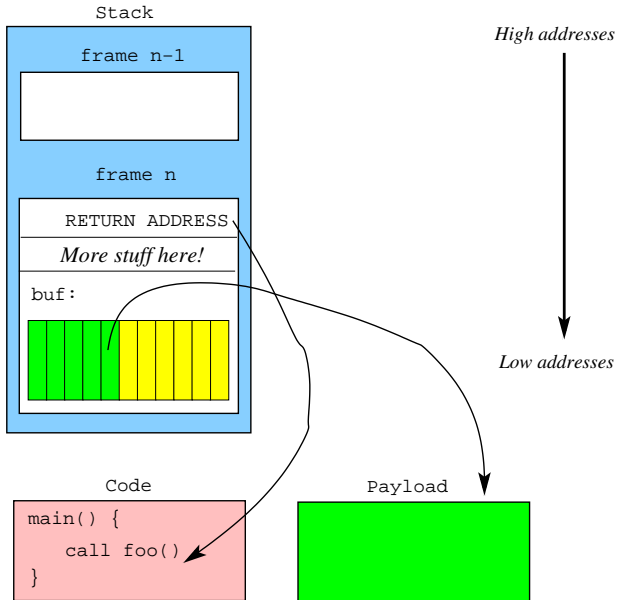 Stack
High addresses
frame n-1
frame n
RETURN ADDRESS
More stuff here!
buf:
Low addresses
Code
Payload
main() {
call foo()
}